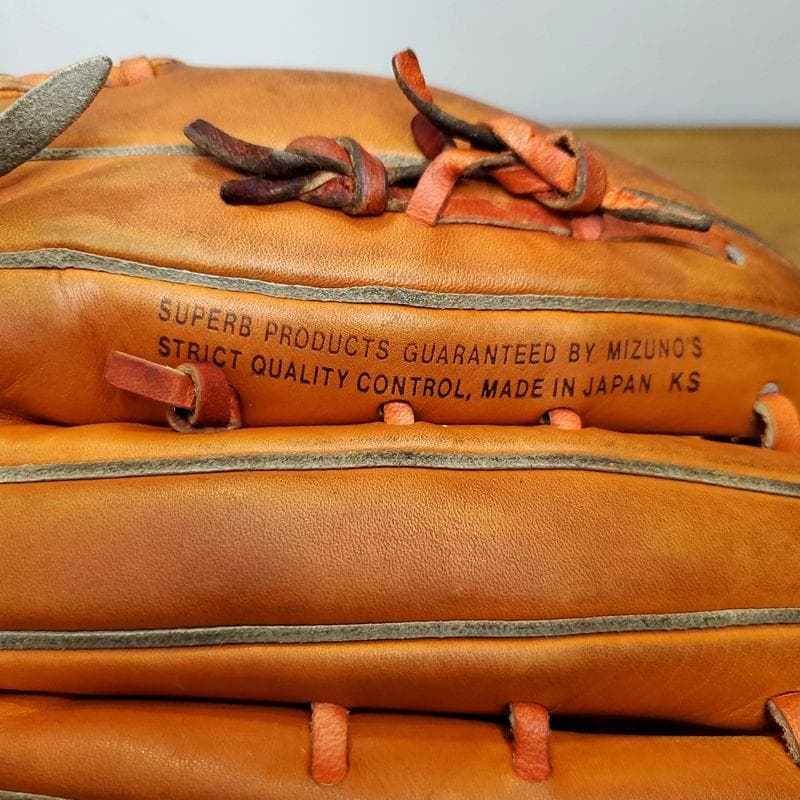 SUPERB PRODUCTS GUARANTEED BY MIZUNO'S
STRICT QUALITY CONTROL, MADE IN JAPAN KS